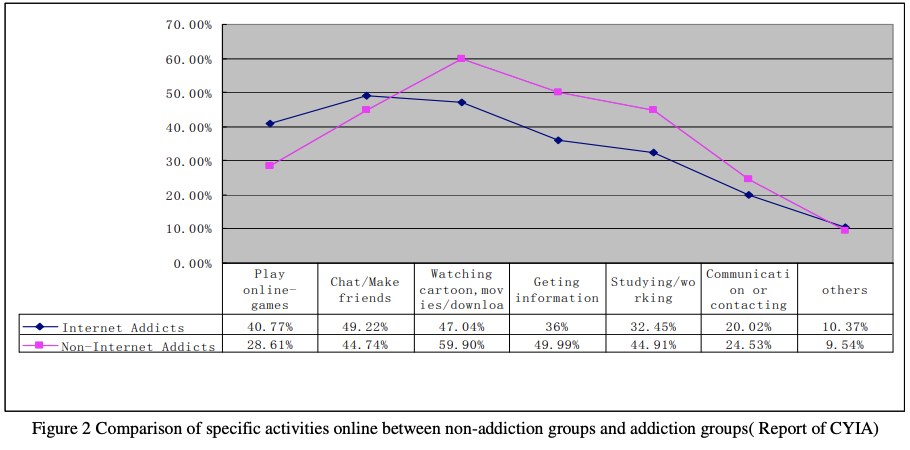 70.00%
60.00%
50.00%
40.00%
30.00%
20.00%
10.00%
0.00%
Play
online-
games
Chat/Make
friends
Watching
cartoon,mov
ies/downloa
Geting
information
Studying/wo
rking
Communicati
on or
contacting
others
Internet Addicts 40.77% 49.22% 47.04% 36% 32.45% 20.02% 10.37%
Non-Internet Addicts 28.61% 44.74% 59.90% 49.99% 44.91% 24.53% 9.54%
Figure 2 Comparison of specific activities online between non-addiction groups and addiction groups( Report of CYIA)